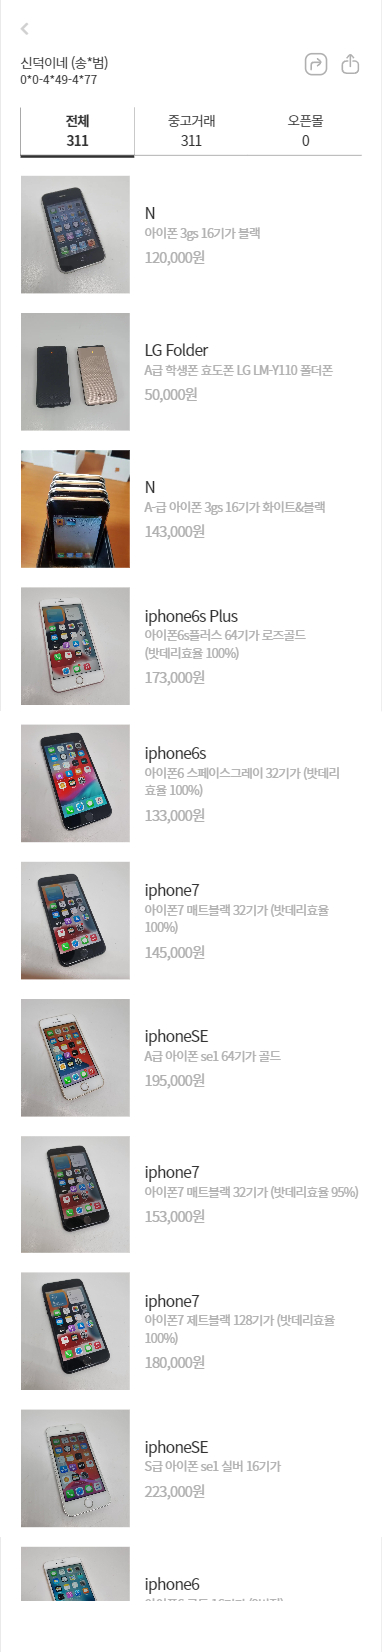 신덕이네 (송*범)
0*0-4*49-4*77
전체
311
중고거래
311
오픈몰
0
N
아이폰 3gs 16기가 블랙
120,000원
LG Folder
A급 학생폰 효도폰 LG LM-Y110 폴더폰
50,000원
N
A-급 아이폰 3gs 16기가 화이트&블랙
143,000원
iphone6s Plus
아이폰6s플러스 64기가 로즈골드
(밧데리효율 100%)
173,000원
iphone6s
아이폰6 스페이스그레이 32기가 (밧데리
효율 100%)
133,000원
iphone7
아이폰7 매트블랙 32기가 (밧데리효율
100%)
145,000원
iphoneSE
A급 아이폰 se1 64기가 골드
195,000원
iphone7
아이폰7 매트블랙 32기가 (밧데리효율 95%)
153,000원
iphone7
아이폰7 제트블랙 128기가 (밧데리효율
100%)
180,000원
iphoneSE
S급 아이폰 se1 실버 16기가
223,000원
iphone6